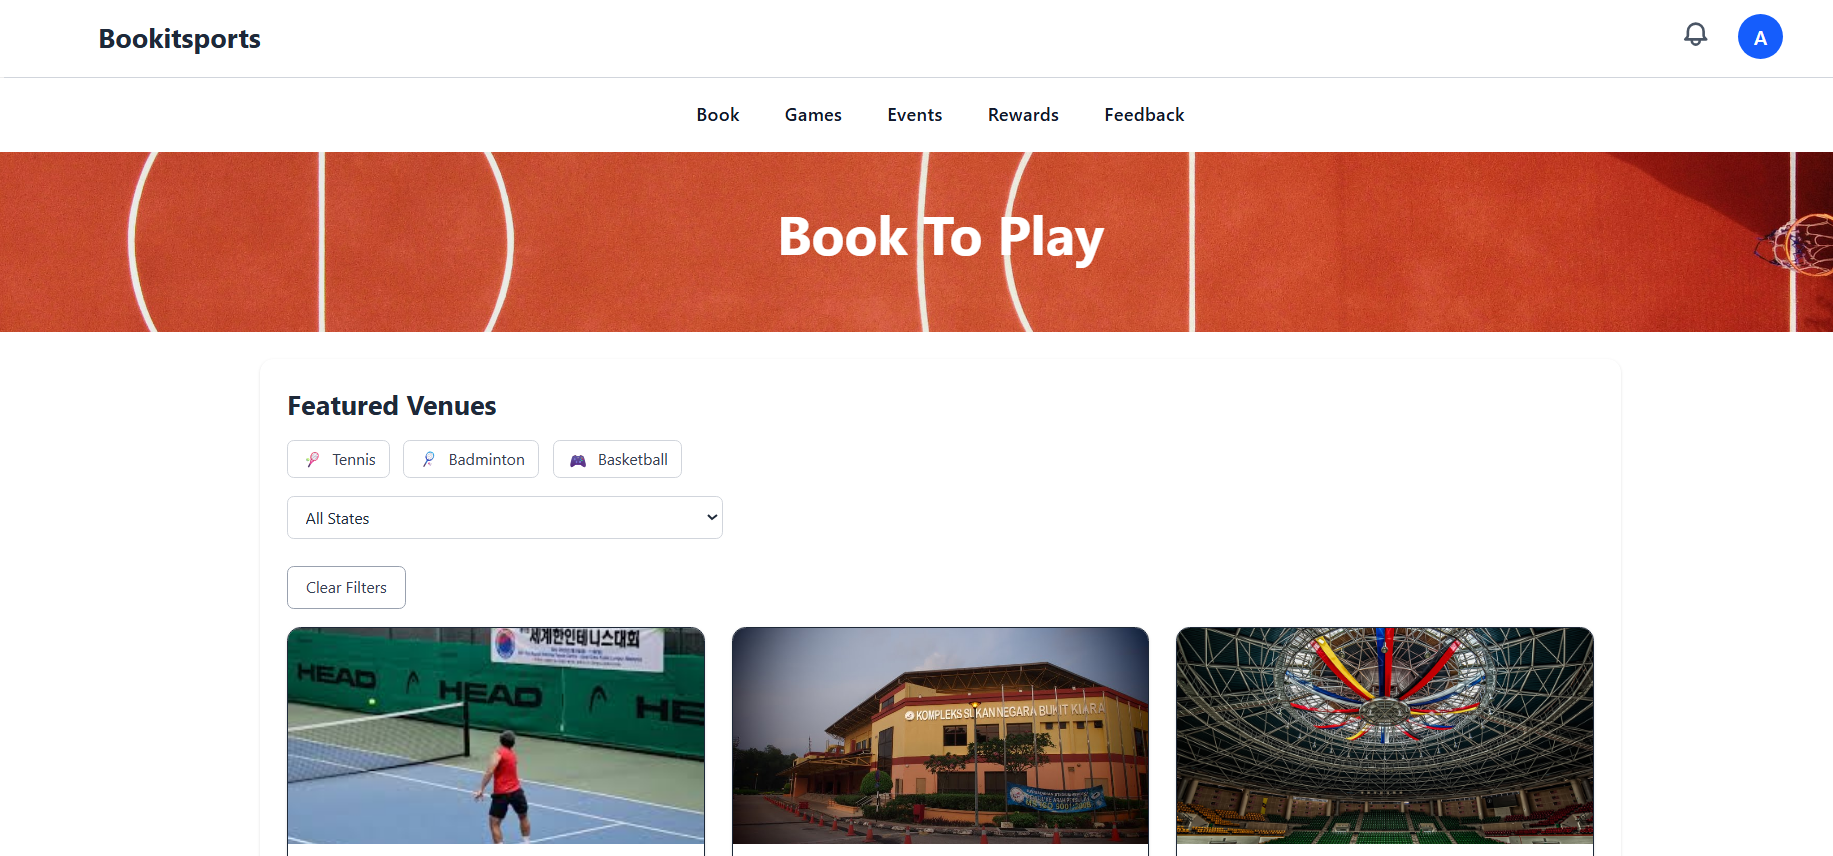 Bookitsports
A
Book Games Events Rewards Feedback
Book To Play
Featured Venues
Tennis Badminton Basketball
All States
Clear Filters
세계한인테니스대회
HEAD HEAD HE
KOMPLEKS SUKAN NEGARA BUKIT KIARA